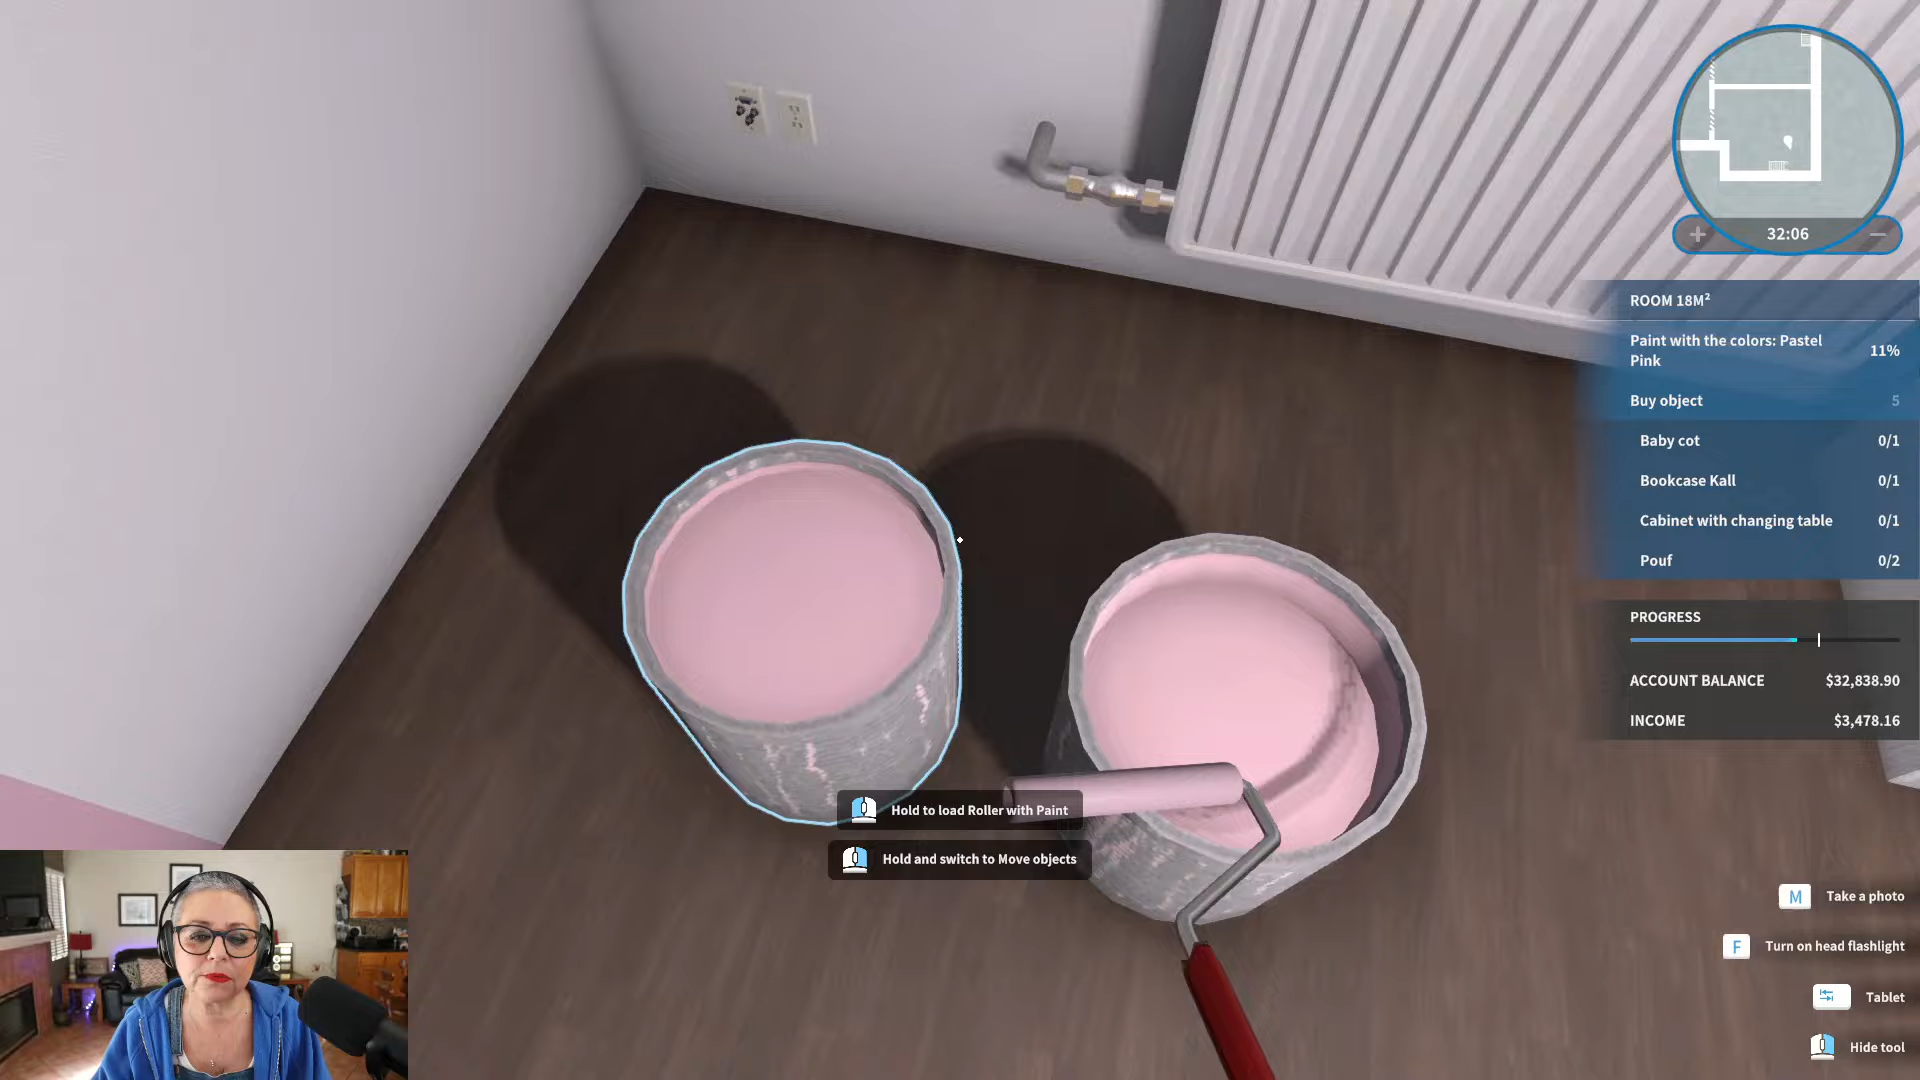 32:06
ROOM 18M²
Paint with the colors: Pastel
Pink
11%
Buy object 5
Baby cot 0/1
Bookcase Kall 0/1
Cabinet with changing table 0/1
Pouf 0/2
PROGRESS
ACCOUNT BALANCE $32,838.90
INCOME $3,478.16
Hold to load Roller with Paint
Hold and switch to Move objects
M Take a photo
F Turn on head flashlight
Tablet
Hide tool